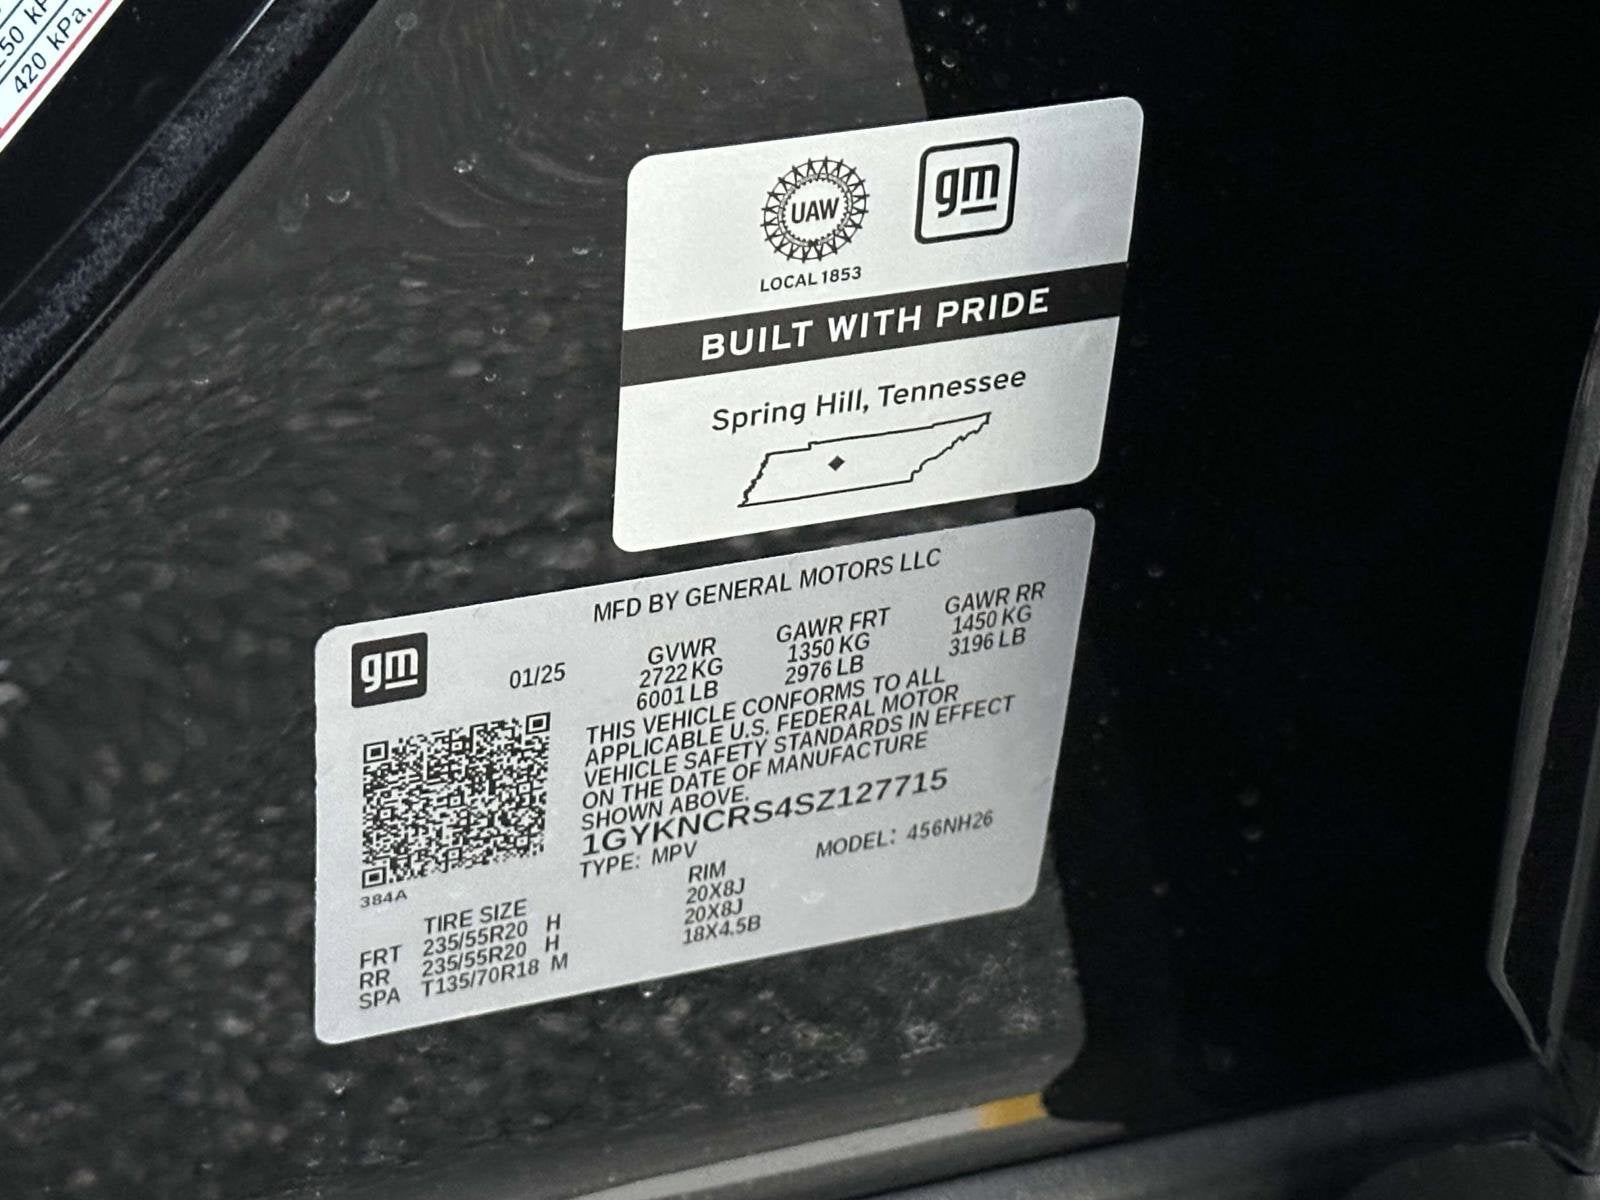 50 kP
420 kPa,
UAW
gm
LOCAL 1853
BUILT WITH PRIDE
Spring Hill, Tennessee
MFD BY GENERAL MOTORS LLC
gm
01/25
GVWR
2722 KG
6001 LB
GAWR FRT
1350 KG
2976 LB
GAWR RR
1450 KG
3196 LB
THIS VEHICLE CONFORMS TO ALL
APPLICABLE U.S. FEDERAL MOTOR
VEHICLE SAFETY STANDARDS IN EFFECT
ON THE DATE OF MANUFACTURE
SHOWN ABOVE.
1GYKNCRS4SZ127715
TYPE: MPV MODEL: 456NH26
384A
TIRE SIZE RIM
FRT 235/55R20 H 20X8J
RR 235/55R20 H 20X8J
SPA T135/70R18 M 18X4.5B